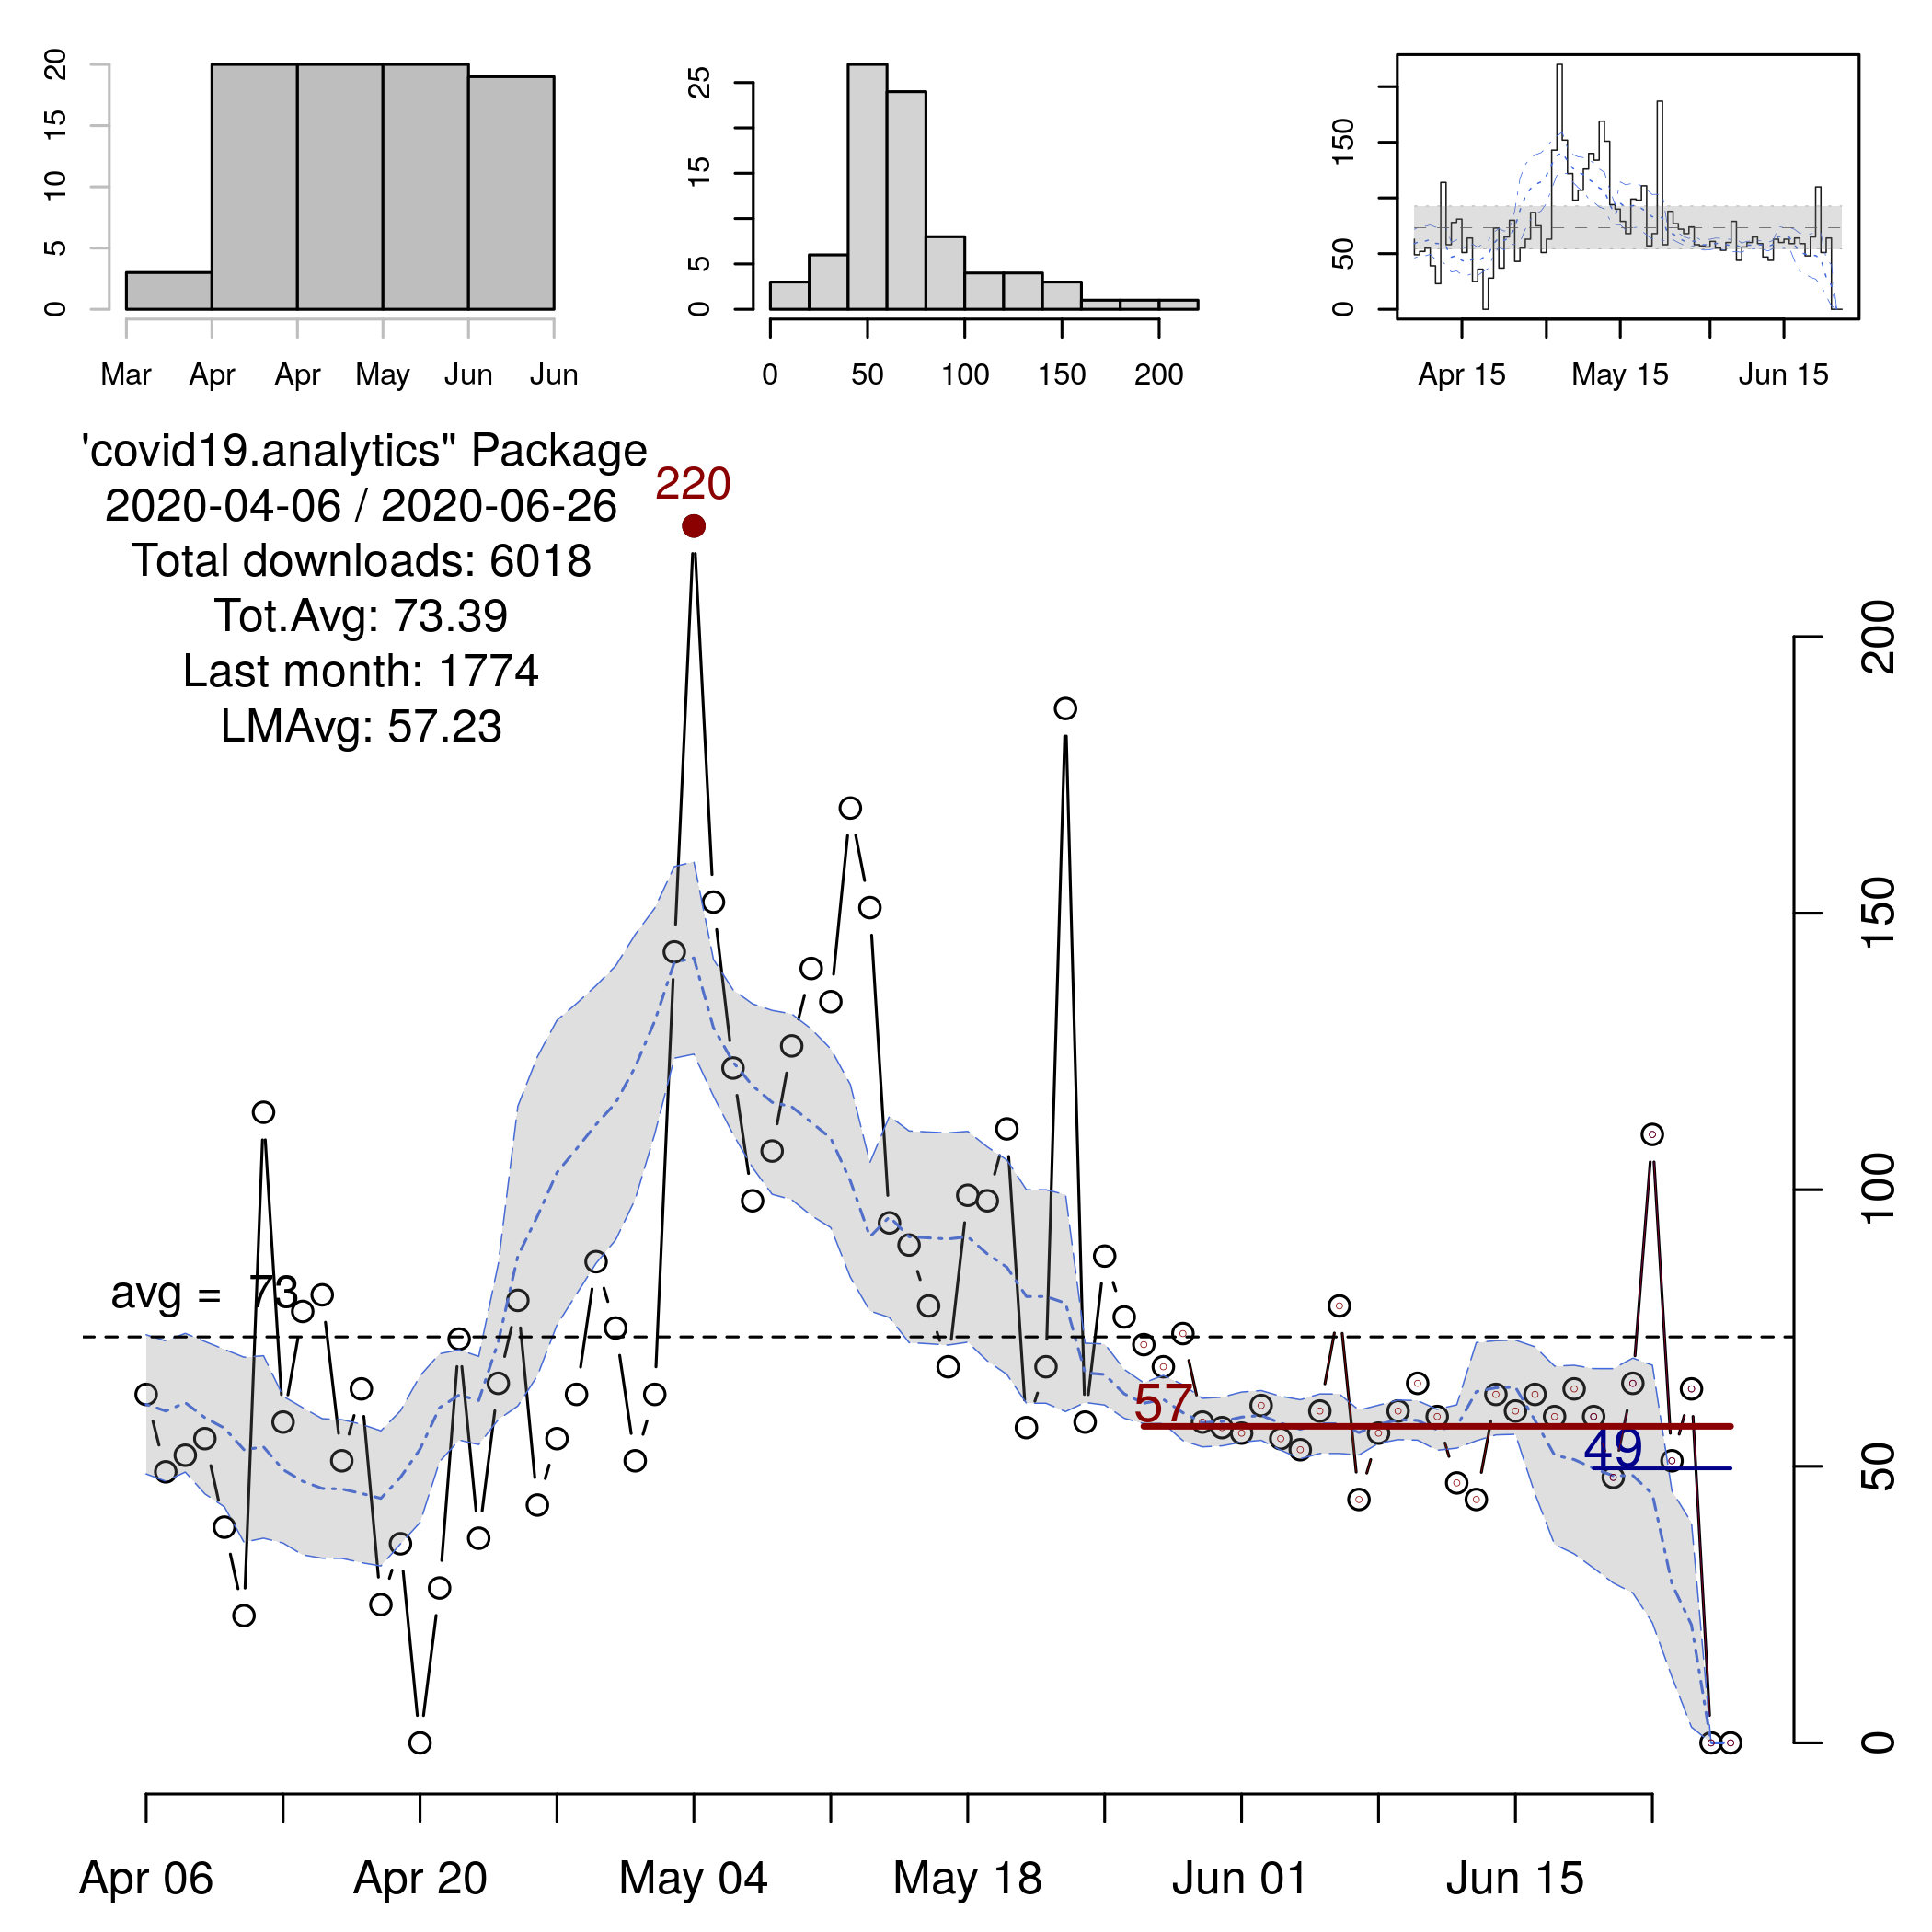 20
15
10
5
0
Mar Apr Apr May Jun Jun
25
15
5
0
0 50 100 150 200
150
50
0
Apr 15 May 15 Jun 15
'covid19.analytics" Package
2020-04-06 / 2020-06-26
Total downloads: 6018
Tot.Avg: 73.39
Last month: 1774
LMAvg: 57.23
220
avg = 73
57
49
200
150
100
50
0
Apr 06 Apr 20 May 04 May 18 Jun 01 Jun 15